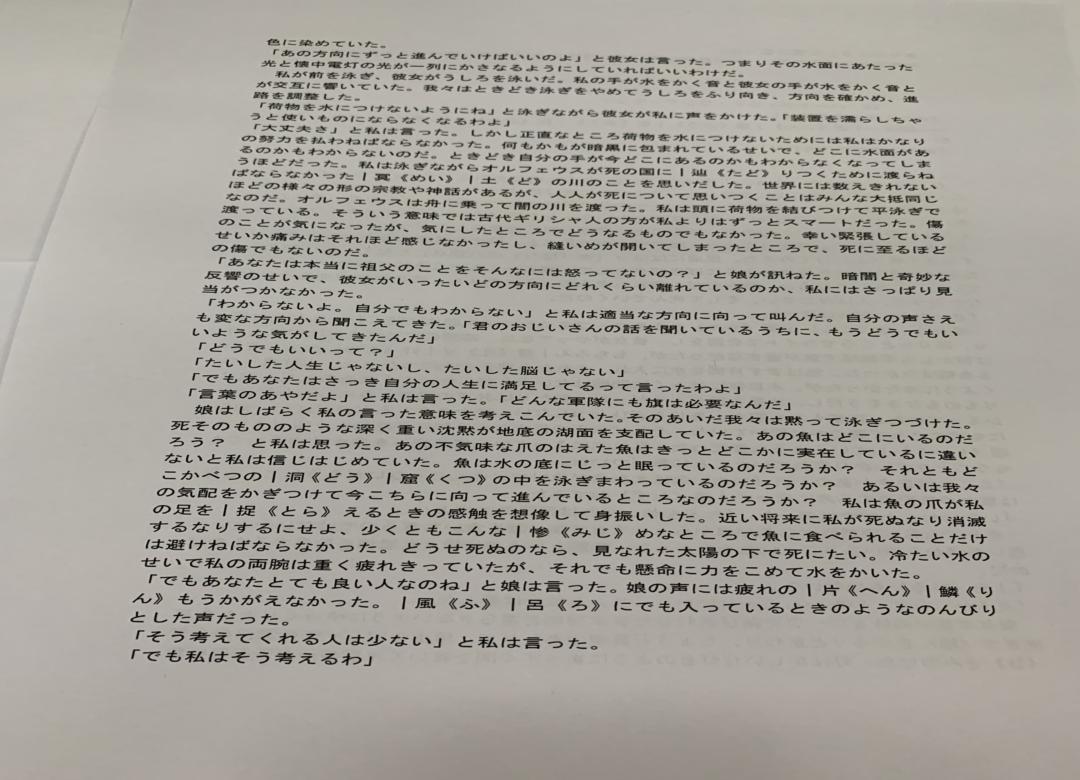 色に染めていた。
「あの方向にずっと進んでいけばいいのよ」と彼女は言った。つまりその水面にあたった
光と懐中電灯の光が一列にかさなるようにしていればいいわけだ。
私が前を泳ぎ、彼女がうしろを泳いだ。私の手が水をかく音と彼女の手が水をかく音と
が交互に響いていた。我々はときどき泳ぎをやめてうしろをふり向き、方向を確かめ、進
路を調整した。
「荷物を水につけないようにね」と泳ぎながら彼女が私に声をかけた。「装置を濡らしちゃ
うと使いものにならなくなるわよ」
「大丈夫さ」と私は言った。しかし正直なところ荷物を水につけないためには私はかなり
の努力を払わねばならなかった。何もかもが暗黒に包まれているせいで、どこに水面があ
るのかもわからないのだ。ときどき自分の手が今どこにあるのかもわからなくなってしま
うほどだった。私は泳ぎながらオルフェウスが死の国に|辿《たど》りつくために渡らね
ばならなかった|冥《めい》|土《ど》の川のことを思いだした。世界には数えきれない
ほどの様々の形の宗教や神話があるが、人人が死について思いつくことはみんな大抵同じ
なのだ。オルフェウスは舟に乗って闇の川を渡った。私は頭に荷物を結びつけて平泳ぎで
渡っている。そういう意味では古代ギリシャ人の方が私よりはずっとスマートだった。傷
のことが気になったが、気にしたところでどうなるものでもなかった。幸い緊張している
せいか痛みはそれほど感じなかったし、縫いめが開いてしまったところで、死に至るほど
の傷でもないのだ。
「あなたは本当に祖父のことをそんなには怒ってないの？」と娘が訊ねた。暗闇と奇妙な
反響のせいで、彼女がいったいどの方向にどれくらい離れているのか、私にはさっぱり見
当がつかなかった。
「わからないよ。自分でもわからない」と私は適当な方向に向って叫んだ。自分の声さえ
も変な方向から聞こえてきた。「君のおじいさんの話を聞いているうちに、もうどうでもい
いような気がしてきたんだ」
「どうでもいいって？」
「たいした人生じゃないし、たいした脳じゃない」
「でもあなたはさっき自分の人生に満足してるって言ったわよ」
「言葉のあやだよ」と私は言った。「どんな軍隊にも旗は必要なんだ」
娘はしばらく私の言った意味を考えこんでいた。そのあいだ我々は黙って泳ぎつづけた。
死そのもののような深く重い沈黙が地底の湖面を支配していた。あの魚はどこにいるのだ
ろう？　と私は思った。あの不気味な爪のはえた魚はきっとどこかに実在しているに違い
ないと私は信じはじめていた。魚は水の底にじっと眠っているのだろうか？　それともど
こかべつの|洞《どう》|窟《くつ》の中を泳ぎまわっているのだろうか？　あるいは我々
の気配をかぎつけて今こちらに向って進んでいるところなのだろうか？　私は魚の爪が私
の足を|捉《とら》えるときの感触を想像して身振いした。近い将来に私が死ぬなり消滅
するなりするにせよ、少くともこんな|惨《みじ》めなところで魚に食べられることだけ
は避けねばならなかった。どうせ死ぬのなら、見なれた太陽の下で死にたい。冷たい水の
せいで私の両腕は重く疲れきっていたが、それでも懸命に力をこめて水をかいた。
「でもあなたとても良い人なのね」と娘は言った。娘の声には疲れの|片《へん》|鱗《り
ん》もうかがえなかった。|風《ふ》|呂《ろ》にでも入っているときのようなのんびり
とした声だった。
「そう考えてくれる人は少ない」と私は言った。
「でも私はそう考えるわ」